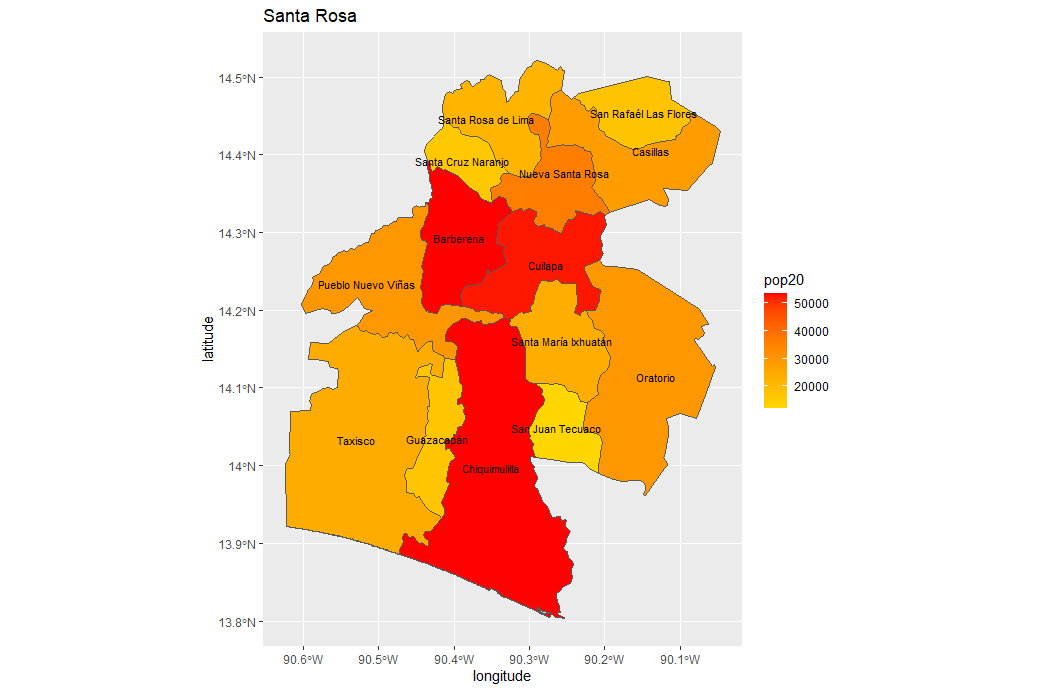 Santa Rosa
14.5°N
14.4°N
14.3°N
14.2°N
14.1°N
14°N
13.9°N
13.8°N
latitude
Santa Rosa de Lima
San Rafaél Las Flores
Casillas
Santa Cruz Naranjo
Nueva Santa Rosa
Barberena
Cuilapa
Pueblo Nuevo Viñas
Santa María Ixhuatán
Oratorio
San Juan Tecuaco
Taxisco
Guazacapán
Chiquimulilla
90.6°W
90.5°W
90.4°W
90.3°W
90.2°W
90.1°W
longitude
pop20
50000
40000
30000
20000